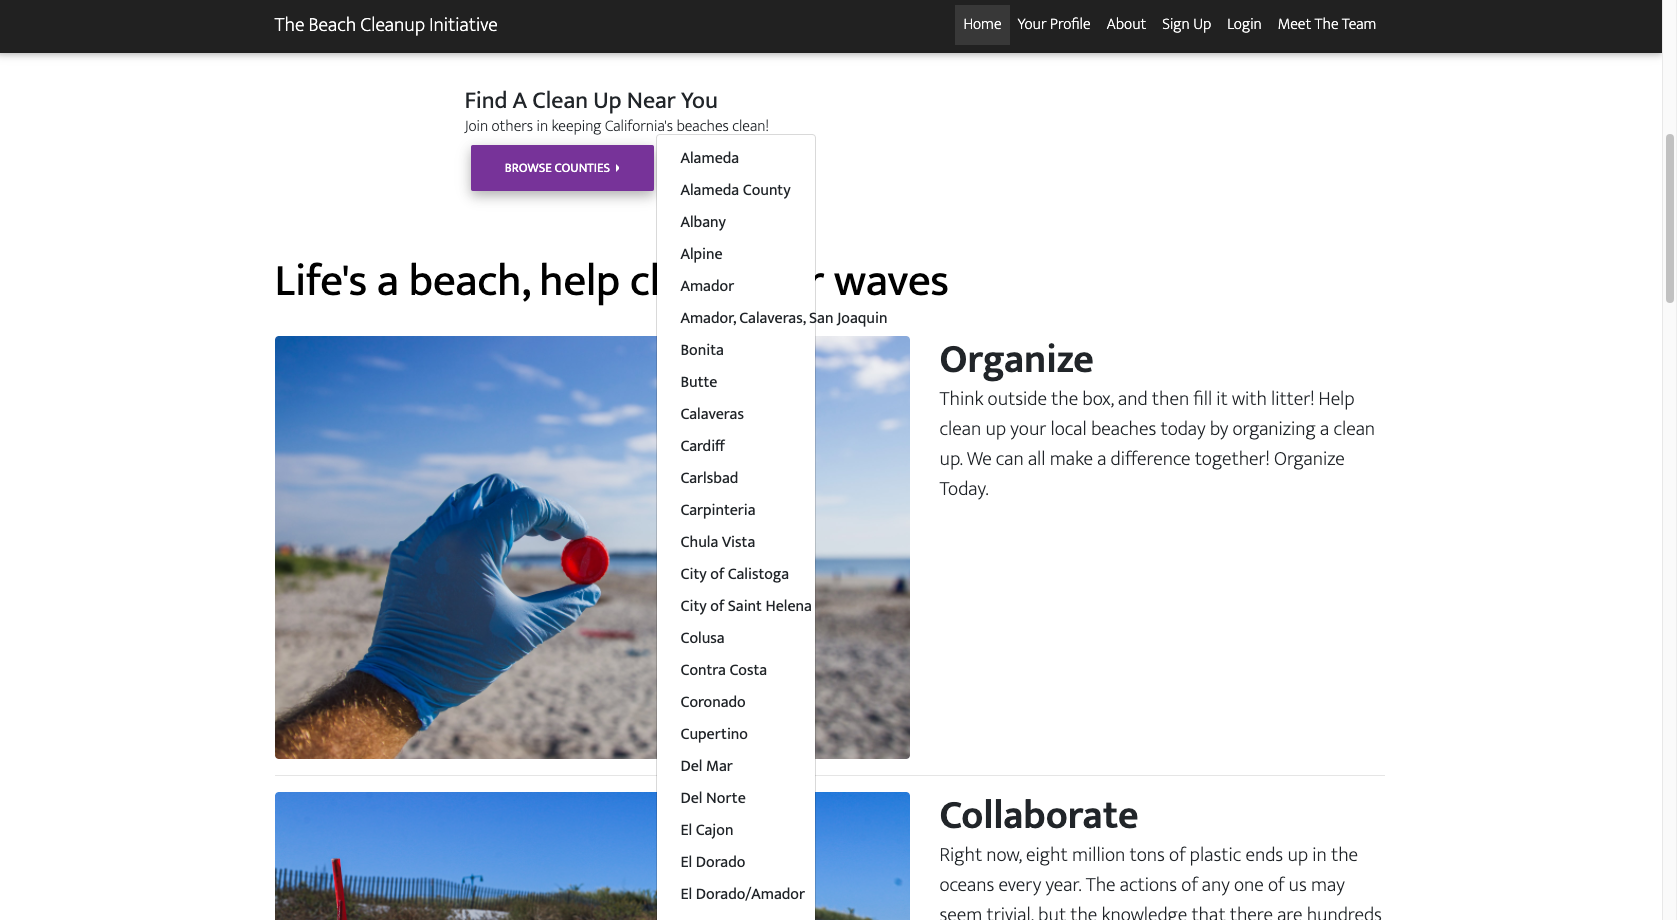 The Beach Cleanup Initiative
Home Your Profile About Sign Up Login Meet The Team
Find A Clean Up Near You
Join others in keeping California's beaches clean!
BROWSE COUNTIES
Alameda
Alameda County
Albany
Alpine
Amador
Amador, Calaveras, San Joaquin
Bonita
Butte
Calaveras
Cardiff
Carlsbad
Carpinteria
Chula Vista
City of Calistoga
City of Saint Helena
Colusa
Contra Costa
Coronado
Cupertino
Del Mar
Del Norte
El Cajon
El Dorado
El Dorado/Amador
Life's a beach, help waves
Organize
Think outside the box, and then fill it with litter! Help
clean up your local beaches today by organizing a clean
up. We can all make a difference together! Organize
Today.
Collaborate
Right now, eight million tons of plastic ends up in the
oceans every year. The actions of any one of us may
seem trivial, but the knowledge that there are hundreds